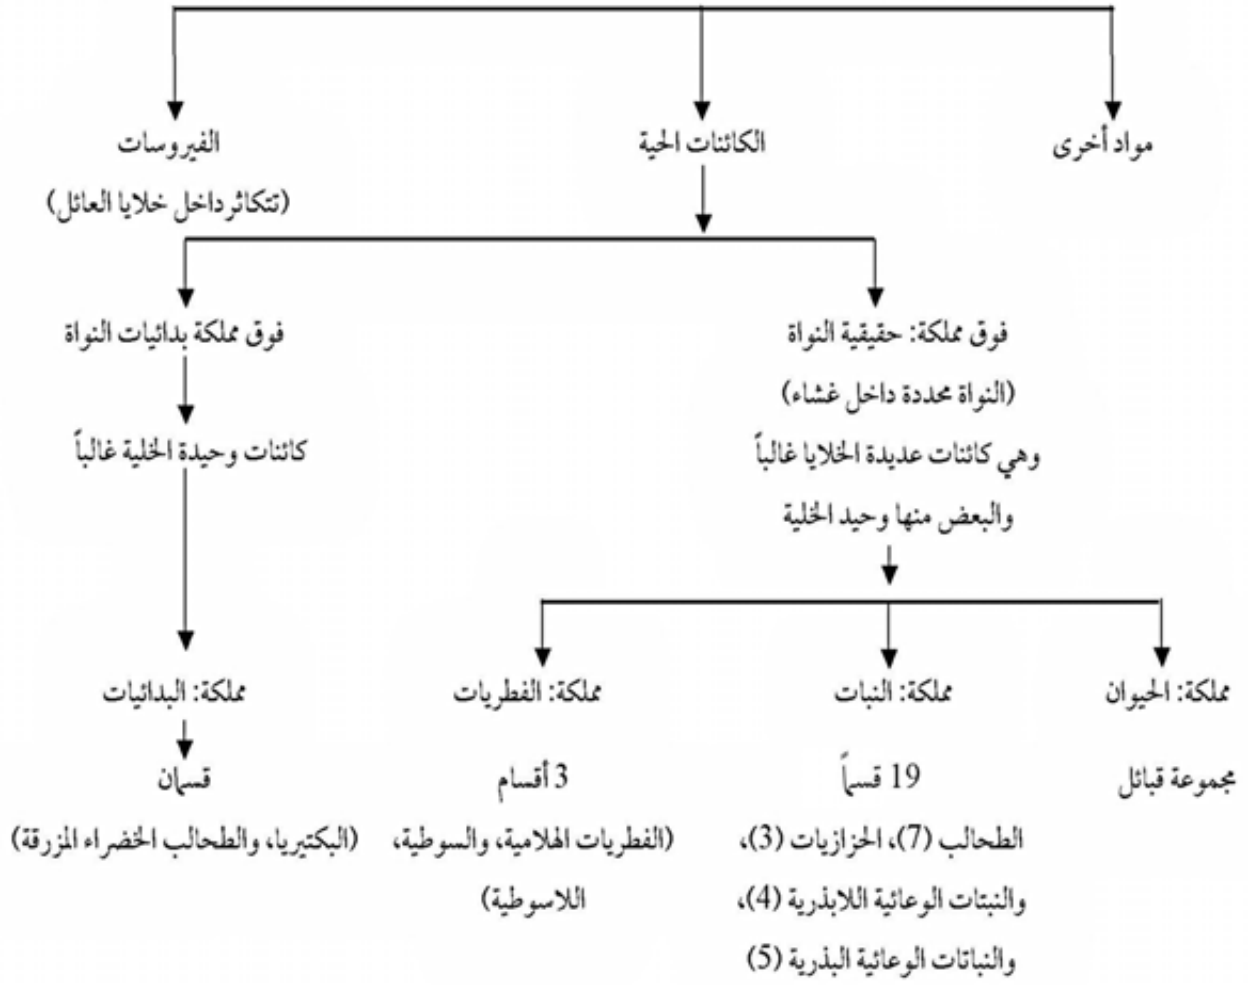 مواد أخرى
الكائنات الحية
الفيروسات
(تتكاثر داخل خلايا العائل)
فوق مملكة: حقيقية النواة
(النواة محددة داخل غشاء)
وهي كائنات عديدة الخلايا غالباً
والبعض منها وحيد الخلية
فوق مملكة بدائيات النواة
كائنات وحيدة الخلية غالباً
مملكة: الحيوان
مجموعة قبائل
مملكة: النبات
19 قسماً
الطحالب (7)، الحزازيات (3)،
والنبتات الوعائية اللابذرية (4)،
والنباتات الوعائية البذرية (5)
مملكة: الفطريات
3 أقسام
(الفطريات الهلامية، والسوطية،
اللاسوطية)
مملكة: البدائيات
قسمان
(البكتيريا، والطحالب الخضراء المزرقة)